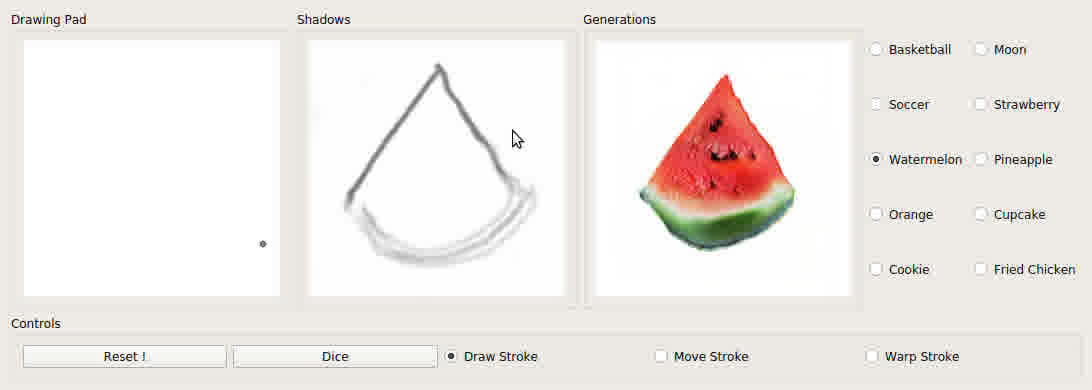 Drawing Pad
Shadows
Generations
Basketball
Moon
Soccer
Strawberry
Watermelon
Pineapple
Orange
Cupcake
Cookie
Fried Chicken
Controls
Reset !
Dice
Draw Stroke
Move Stroke
Warp Stroke